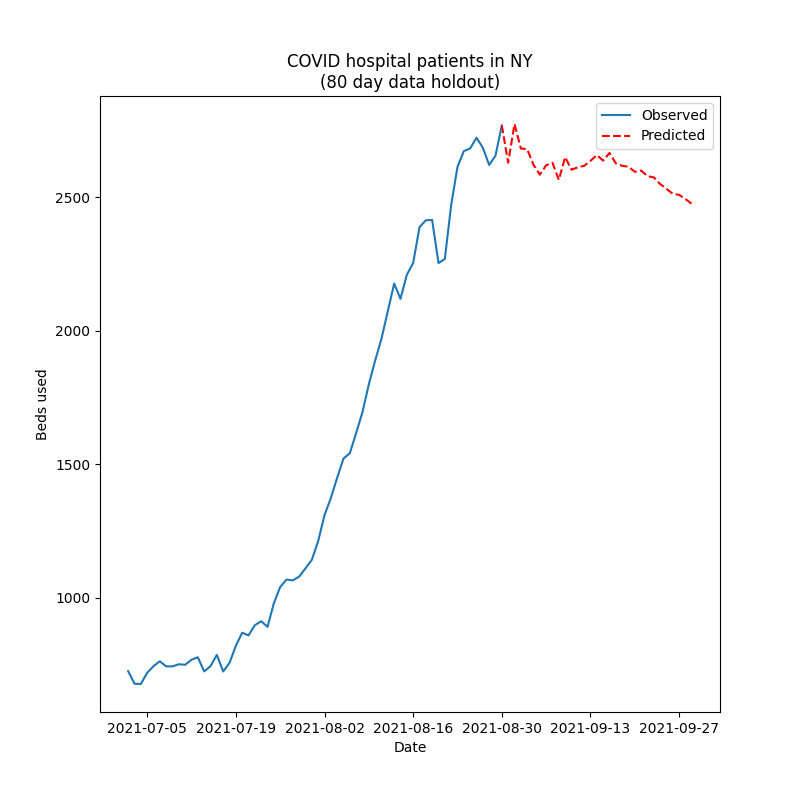 COVID hospital patients in NY
(80 day data holdout)
Observed
Predicted
2500
2000
1500
1000
Beds used
2021-07-05 2021-07-19 2021-08-02 2021-08-16 2021-08-30 2021-09-13 2021-09-27
Date